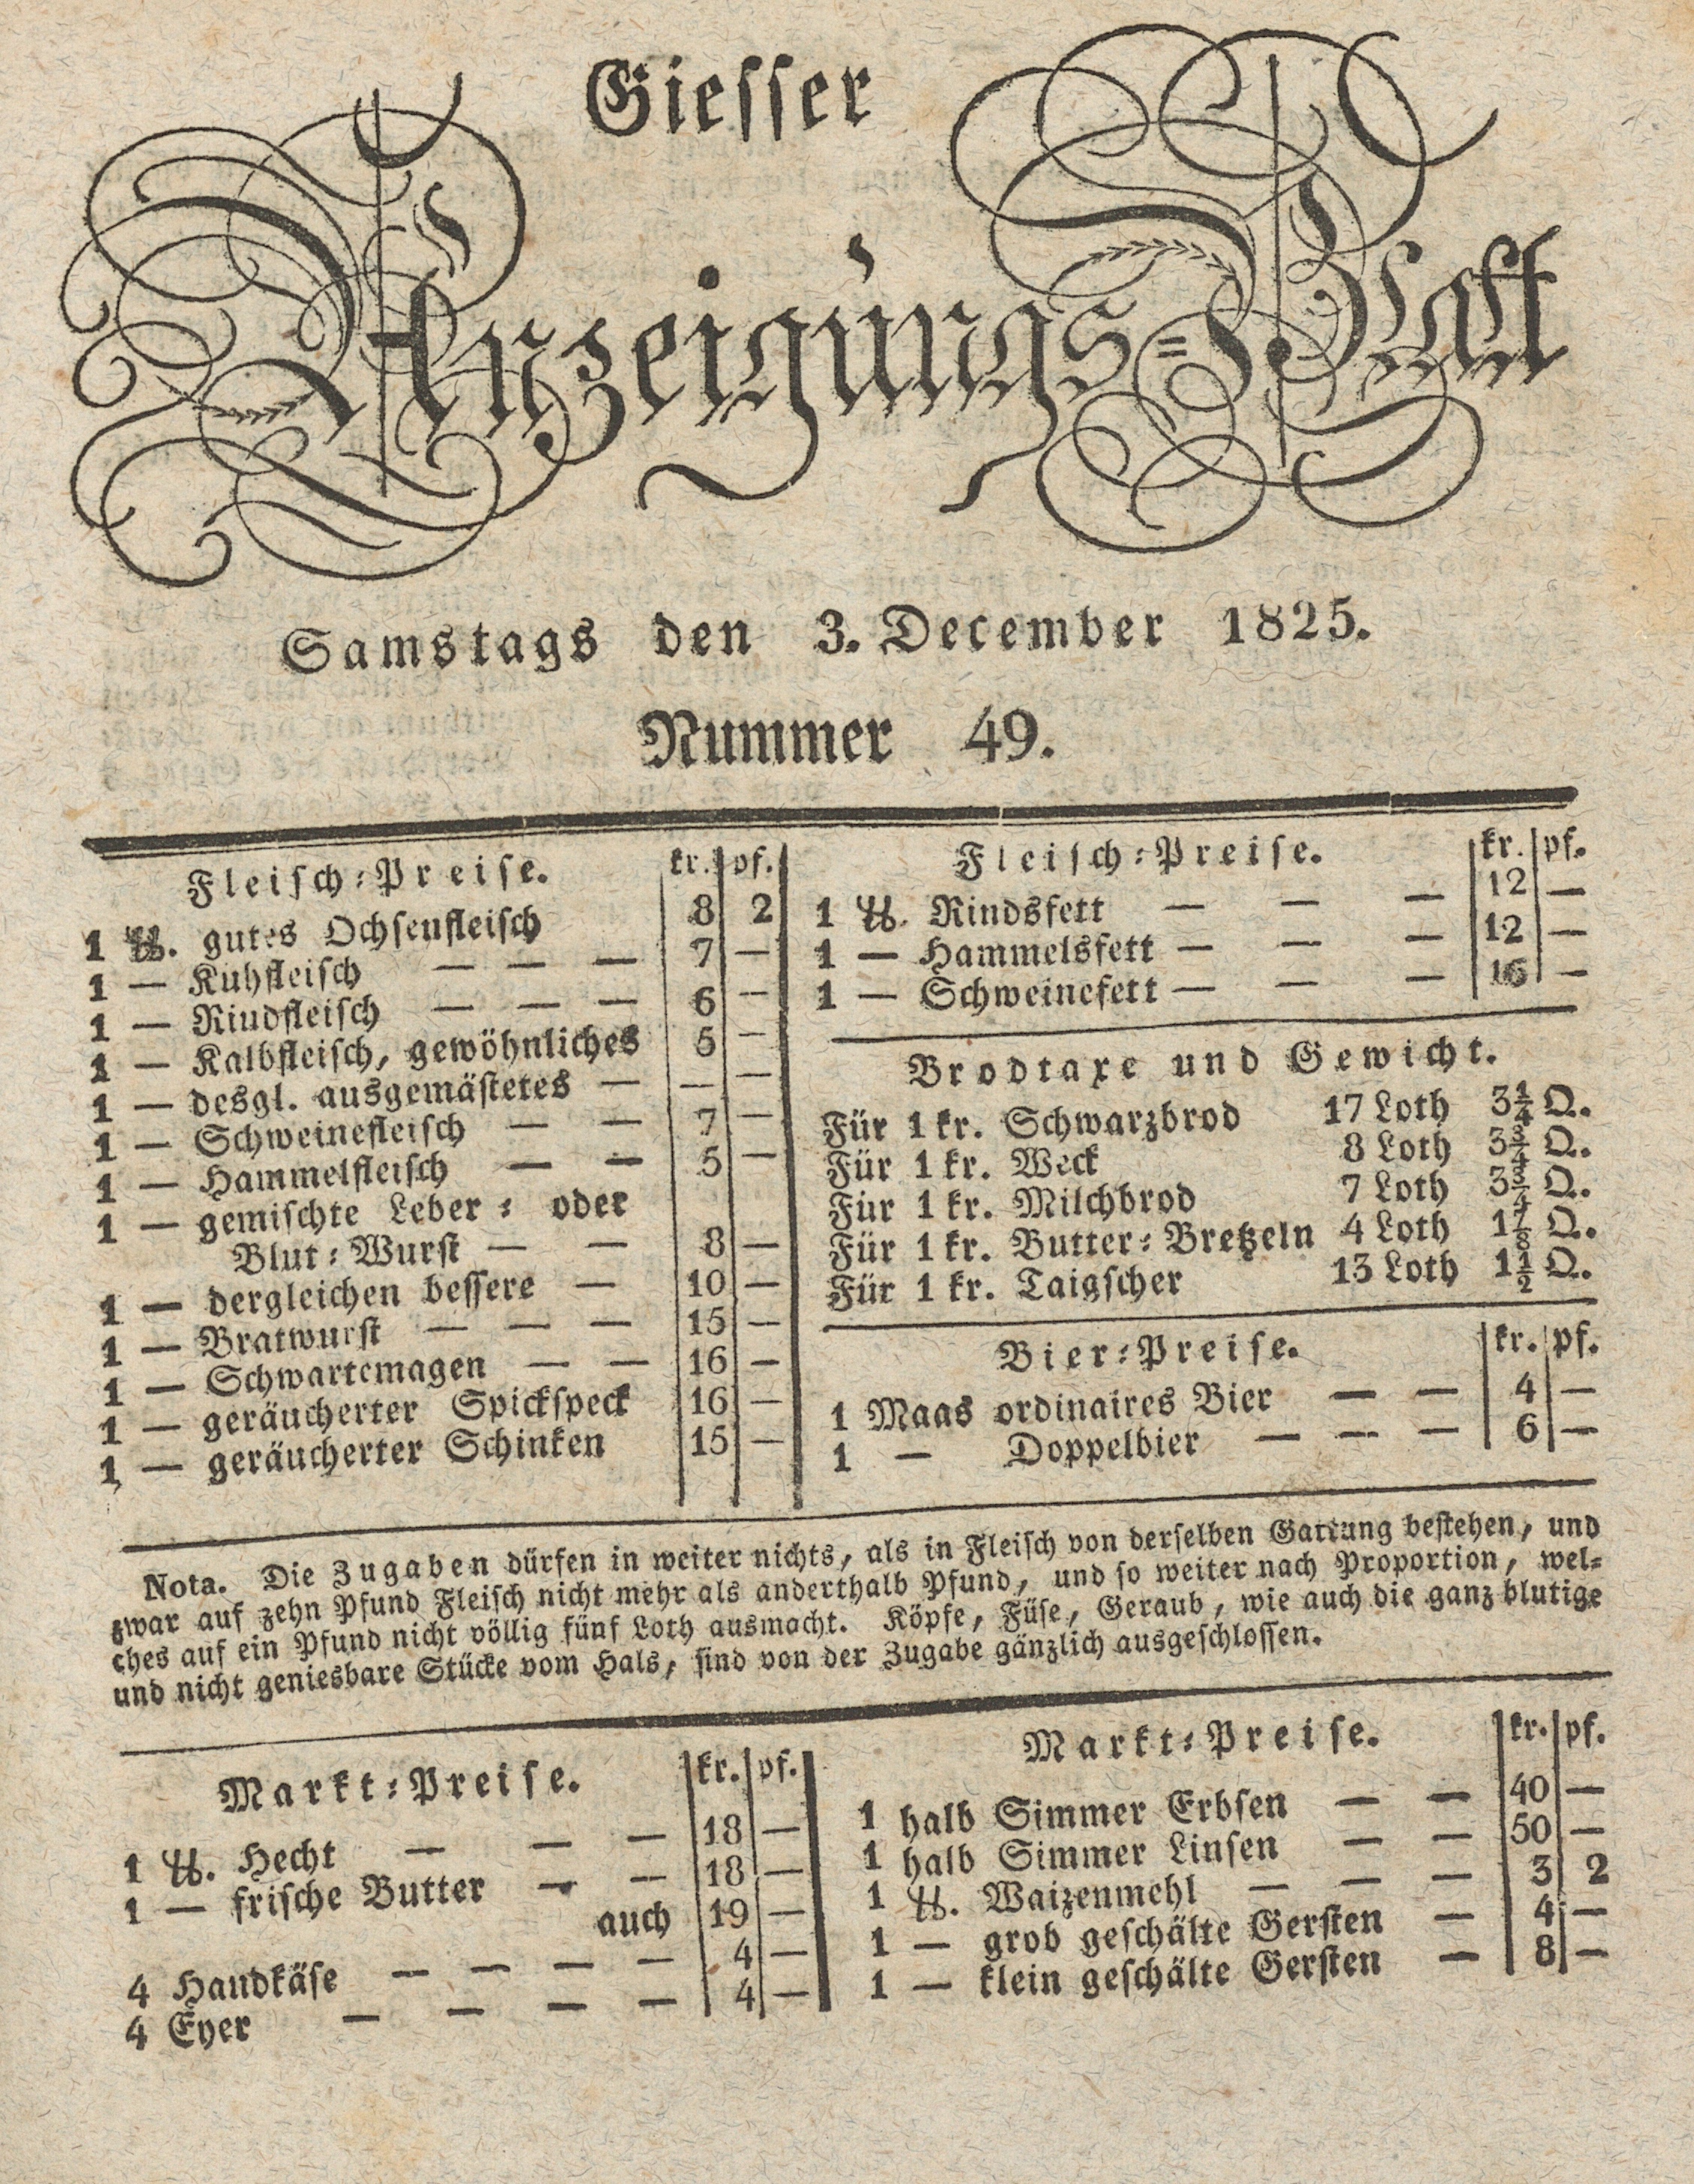 Giesser
Anzeigungs-Blatt
Samstags den 3. December 1825.
Nummer 49.
Fleisch-Preise. kr. pf.
1 ℔. gutes Ochsenfleisch 8 2
1 — Kuhfleisch — — — 7 —
1 — Rindfleisch — — — 6 —
1 — Kalbfleisch, gewöhnliches 5 —
1 — desgl. ausgemästetes — — —
1 — Schweinefleisch — — 7 —
1 — Hammelfleisch — — 5 —
1 — gemischte Leber- oder
Blut-Wurst — — 8 —
1 — dergleichen bessere — 10 —
1 — Bratwurst — — — 15 —
1 — Schwartemagen — — 16 —
1 — geräucherter Spickspeck 16 —
1 — geräucherter Schinken 15 —
Fleisch-Preise. kr. pf.
1 ℔. Rindsfett — — — 12 —
1 — Hammelsfett — — — 12 —
1 — Schweinefett — — — 16 —
Brodtaxe und Gewicht.
Für 1 kr. Schwarzbrod 17 Loth 3¼ Q.
Für 1 kr. Weck 8 Loth 3¾ Q.
Für 1 kr. Milchbrod 7 Loth 3¾ Q.
Für 1 kr. Butter-Bretzeln 4 Loth 1⅞ Q.
Für 1 kr. Taigscher 13 Loth 1½ Q.
Bier-Preise. kr. pf.
1 Maas ordinaires Bier — — 4 —
1 — Doppelbier — — — 6 —
Nota. Die Zugaben dürfen in weiter nichts, als in Fleisch von derselben Gattung bestehen, und
zwar auf zehn Pfund Fleisch nicht mehr als anderthalb Pfund, und so weiter nach Proportion, wel-
ches auf ein Pfund nicht völlig fünf Loth ausmacht. Köpfe, Füse, Geraub, wie auch die ganz blutige
und nicht geniesbare Stücke vom Hals, sind von der Zugabe gänzlich ausgeschlossen.
Markt-Preise. kr. pf.
1 ℔. Hecht — — — 18 —
1 — frische Butter — — 18 —
auch 19 —
4 Handkäse — — — — 4 —
4 Eyer — — — — 4 —
Markt-Preise. kr. pf.
1 halb Simmer Erbsen — — 40 —
1 halb Simmer Linsen — — 50 —
1 ℔. Waizenmehl — — — 3 2
1 — grob geschälte Gersten — 4 —
1 — klein geschälte Gersten — 8 —